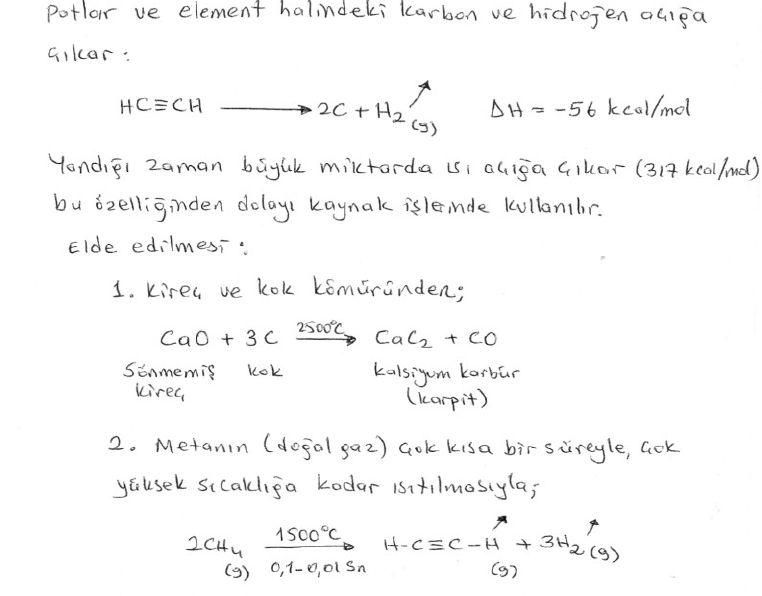 Patlar ve element halindeki karbon ve hidrojen açığa
çıkar :
HC≡CH → 2C + H₂ (g) ↗ ΔH = -56 kcal/mol
Yandığı zaman büyük miktarda ısı açığa çıkar (317 kcal/mol)
bu özelliğinden dolayı kaynak işleminde kullanılır.
Elde edilmesi :
1. Kireç ve kok kömüründen;
CaO + 3C 2500°C → CaC₂ + CO
Sönmemiş kok kalsiyum karbür
kireç (karpit)
2. Metanın (doğal gaz) çok kısa bir süreyle, çok
yüksek sıcaklığa kadar ısıtılmasıyla;
2CH₄ 1500°C → H-C≡C-H ↗ + 3H₂ (g) ↗
(g) 0,1-0,01 Sn (g)